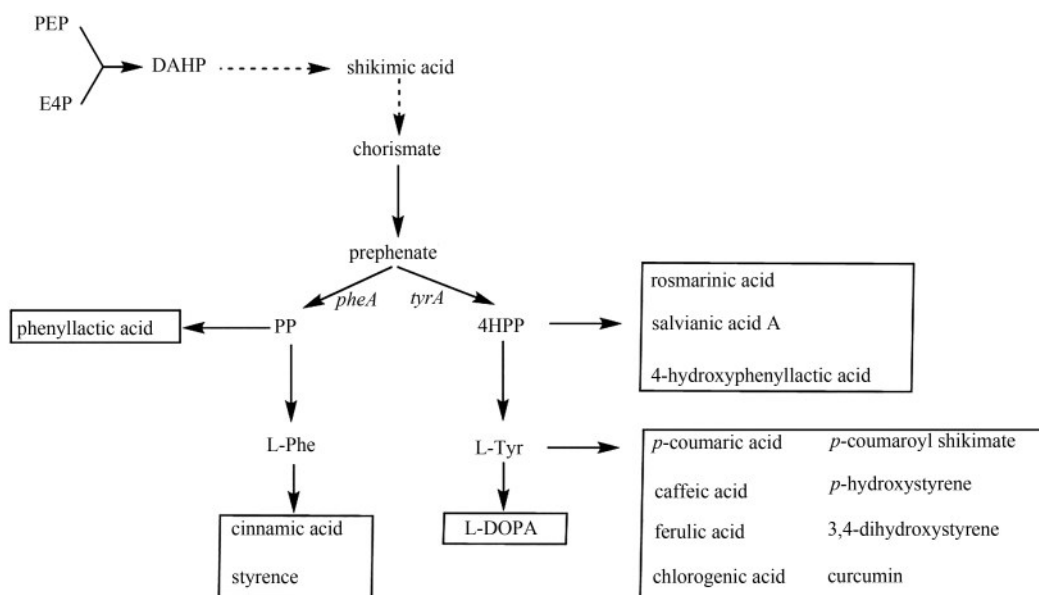 PEP
DAHP
shikimic acid
E4P
chorismate
prephenate
pheA
tyrA
phenyllactic acid
PP
4HPP
rosmarinic acid
salvianic acid A
4-hydroxyphenyllactic acid
L-Phe
L-Tyr
p-coumaric acid
p-coumaroyl shikimate
caffeic acid
p-hydroxystyrene
ferulic acid
3,4-dihydroxystyrene
chlorogenic acid
curcumin
cinnamic acid
styrence
L-DOPA